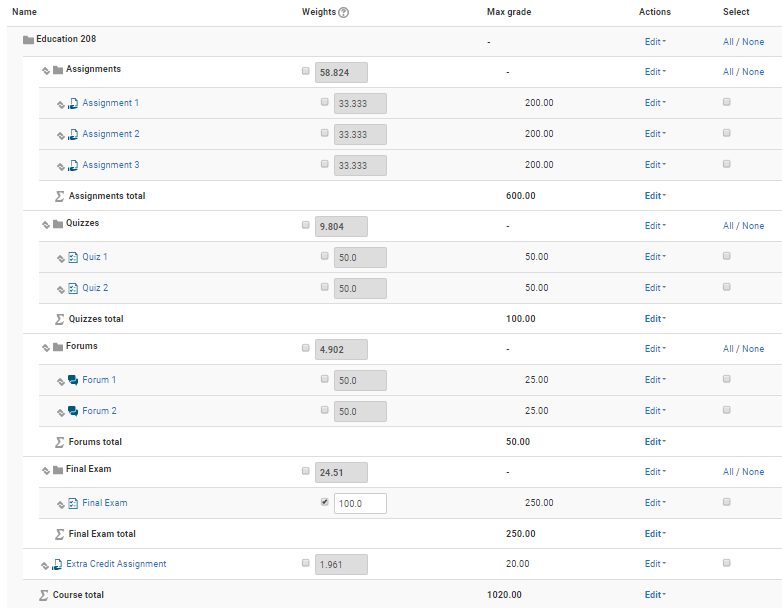 Name Weights Max grade Actions Select
Education 208 - Edit All / None
Assignments 58.824 - Edit All / None
Assignment 1 33.333 200.00 Edit
Assignment 2 33.333 200.00 Edit
Assignment 3 33.333 200.00 Edit
Σ Assignments total 600.00 Edit
Quizzes 9.804 - Edit All / None
Quiz 1 50.0 50.00 Edit
Quiz 2 50.0 50.00 Edit
Σ Quizzes total 100.00 Edit
Forums 4.902 - Edit All / None
Forum 1 50.0 25.00 Edit
Forum 2 50.0 25.00 Edit
Σ Forums total 50.00 Edit
Final Exam 24.51 - Edit All / None
Final Exam 100.0 250.00 Edit
Σ Final Exam total 250.00 Edit
Extra Credit Assignment 1.961 20.00 Edit
Σ Course total 1020.00 Edit